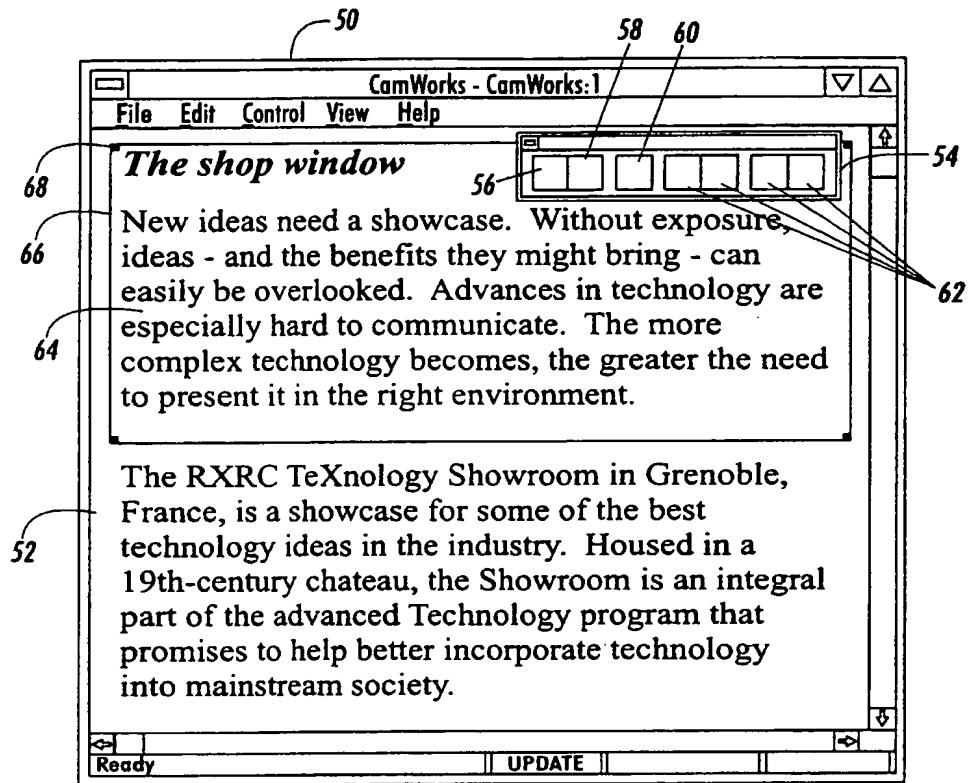 50
58
60
CamWorks - CamWorks:1
File Edit Control View Help
68
The shop window
56
54
66
New ideas need a showcase. Without exposure,
ideas - and the benefits they might bring - can
easily be overlooked. Advances in technology are
62
64
especially hard to communicate. The more
complex technology becomes, the greater the need
to present it in the right environment.
The RXRC TeXnology Showroom in Grenoble,
France, is a showcase for some of the best
52
technology ideas in the industry. Housed in a
19th-century chateau, the Showroom is an integral
part of the advanced Technology program that
promises to help better incorporate technology
into mainstream society.
Ready UPDATE